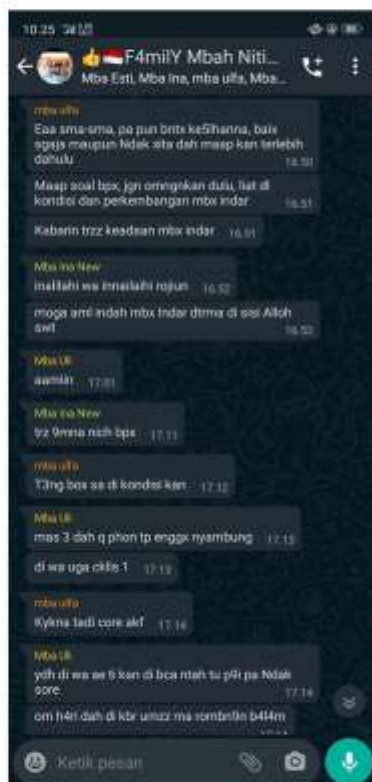 10.25
F4milY Mbah Niti...
Mba Esti, Mba Ina, mba ulfa, Mba...
mba ulfa
Eaa sma-sma, pa pun bntx keSlhanna, baix
sgaja maupun Ndak xita dah maap kan terlebih
dahulu
16.50
Maap soal bpx, jgn omngnkan dulu, liat di
kondisi dan perkembangan mbx indar
16.51
Kabarin trzz keadaan mbx indar 16.51
Mba Ina New
inalilahi wa innailaihi rojiun 16.52
moga aml indah mbx Indar dtrma di sisi Alloh
swt
16.53
Mba Uli
aamiin 17.01
Mba Ina New
trz 9mna nich bpx 17.11
mba ulfa
T3ng bos sa di kondisi kan 17.12
Mba Uli
mas 3 dah q phon tp enggx nyambung 17.13
di wa uga cklis 1 17.13
mba ulfa
Kykna tadi core akf 17.14
Mba Uli
ydh di wa ae ti kan di bca ntah tu p4i pa Ndak
sore
17.14
om h4ri dah di kbr umzz ma rombn9n b4l4m
Ketik pesan